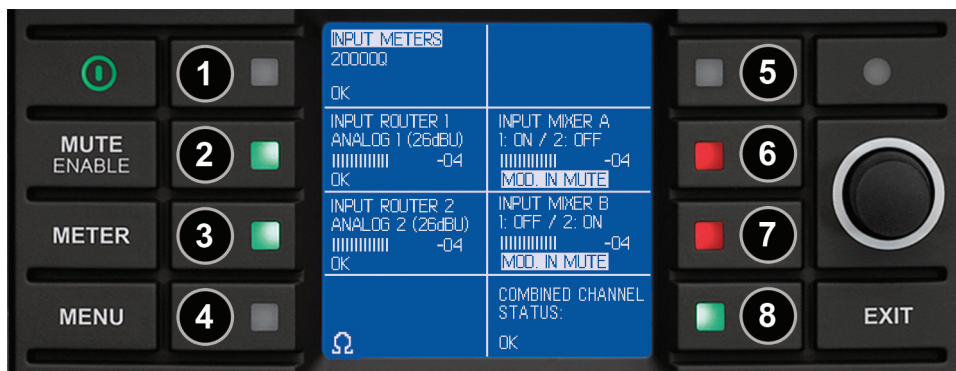 INPUT METERS
20000Q
OK
INPUT ROUTER 1
ANALOG 1 (26dBU)
-04
OK
INPUT ROUTER 2
ANALOG 2 (26dBU)
-04
OK
Ω
INPUT MIXER A
1: ON / 2: OFF
-04
MOD. IN MUTE
INPUT MIXER B
1: OFF / 2: ON
-04
MOD. IN MUTE
COMBINED CHANNEL
STATUS:
OK
MUTE
ENABLE
METER
MENU
1
2
3
4
5
6
7
8
EXIT